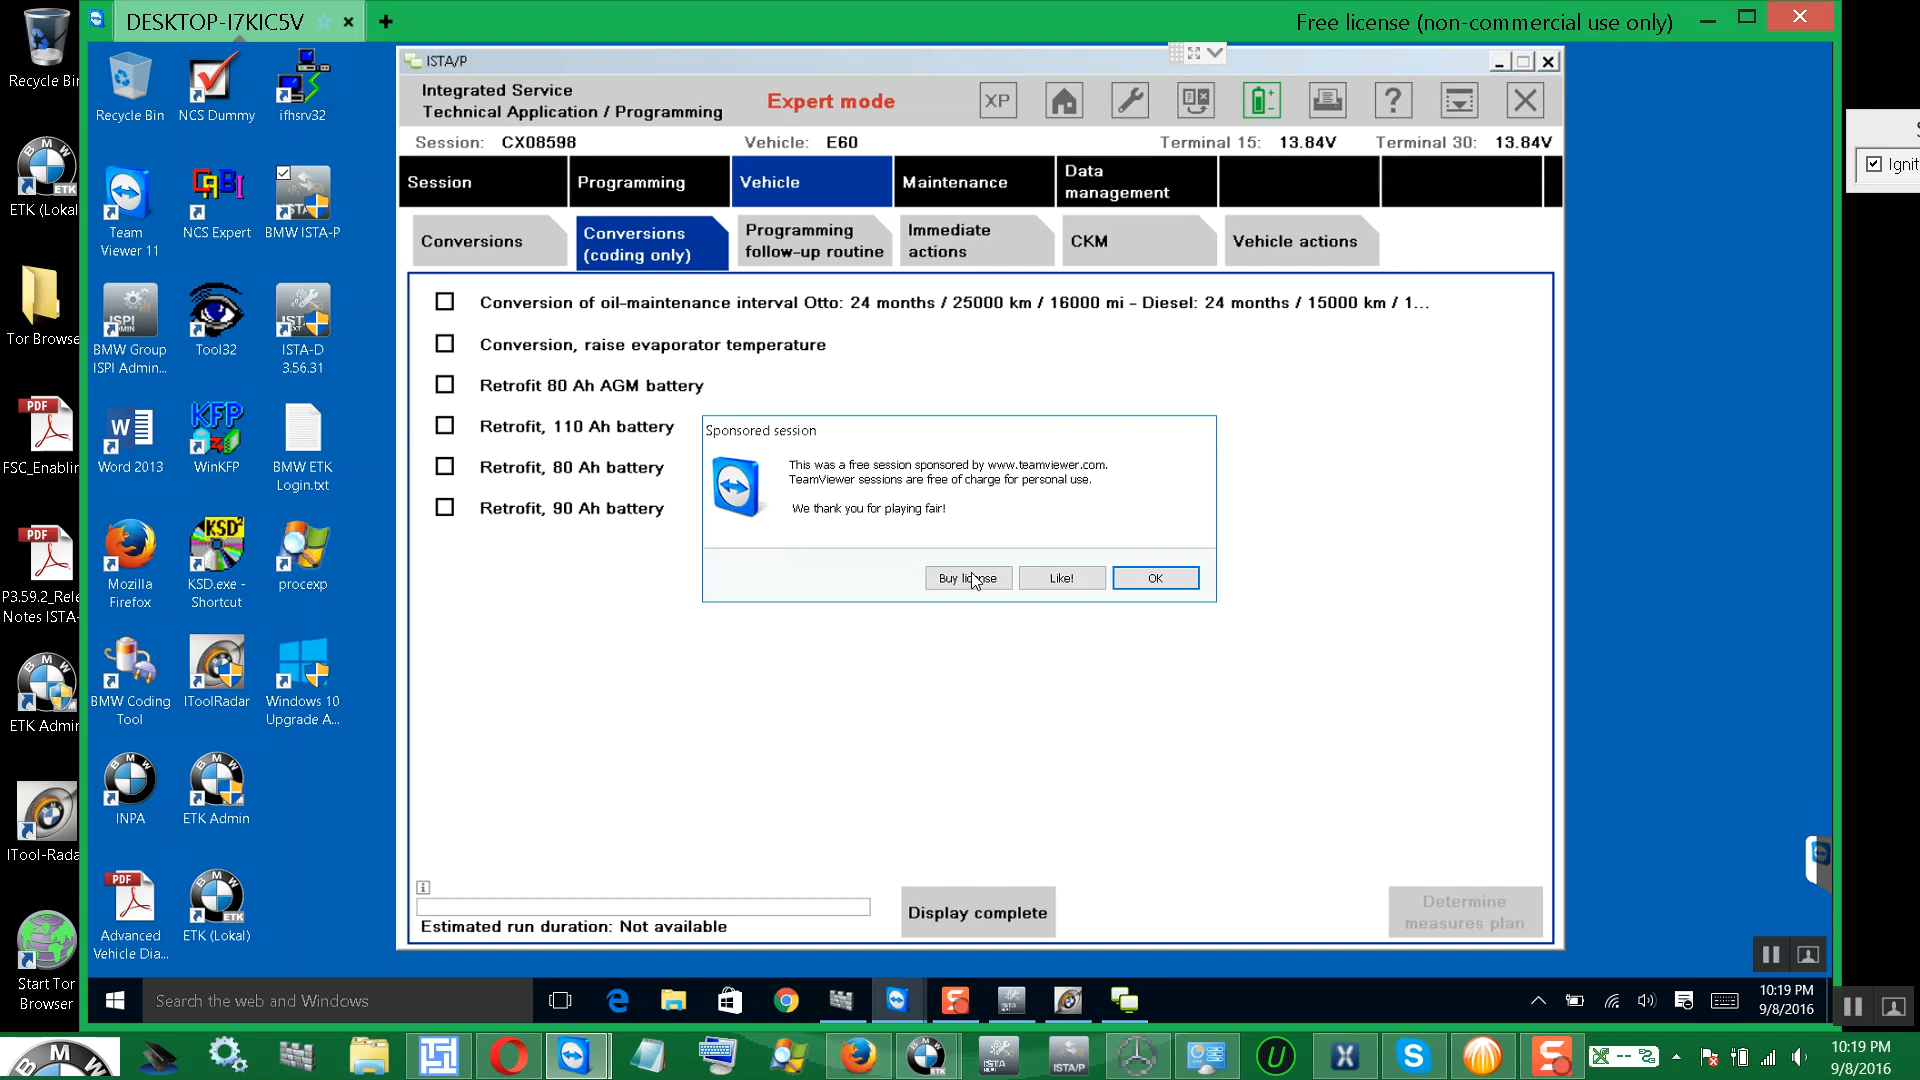 DESKTOP-I7KIC5V
Free license (non-commercial use only)
Recycle Bin
ETK (Lokal
Tor Browse
PDF
FSC_Enablin
PDF
P3.59.2_Rele
Notes ISTA-
ETK Admin
ITool-Rada
Start Tor
Browser
Recycle Bin
NCS Dummy
ifhsrv32
Team
Viewer 11
NCS Expert
BMW ISTA-P
BMW Group
ISPI Admin...
Tool32
ISTA-D
3.56.31
Word 2013
WinKFP
BMW ETK
Login.txt
Mozilla
Firefox
KSD.exe -
Shortcut
procexp
BMW Coding
Tool
IToolRadar
Windows 10
Upgrade A...
INPA
ETK Admin
PDF
Advanced
Vehicle Dia...
ETK (Lokal)
ISTA/P
Integrated Service
Technical Application / Programming
Expert mode
XP
Session: CX08598
Vehicle: E60
Terminal 15: 13.84V
Terminal 30: 13.84V
Session
Programming
Vehicle
Maintenance
Data
management
Conversions
Conversions
(coding only)
Programming
follow-up routine
Immediate
actions
CKM
Vehicle actions
Conversion of oil-maintenance interval Otto: 24 months / 25000 km / 16000 mi - Diesel: 24 months / 15000 km / 1...
Conversion, raise evaporator temperature
Retrofit 80 Ah AGM battery
Retrofit, 110 Ah battery
Retrofit, 80 Ah battery
Retrofit, 90 Ah battery
Sponsored session
This was a free session sponsored by www.teamviewer.com.
TeamViewer sessions are free of charge for personal use.
We thank you for playing fair!
Buy license
Like!
OK
Estimated run duration: Not available
Display complete
Determine
measures plan
Ignit
Search the web and Windows
10:19 PM
9/8/2016
10:19 PM
9/8/2016